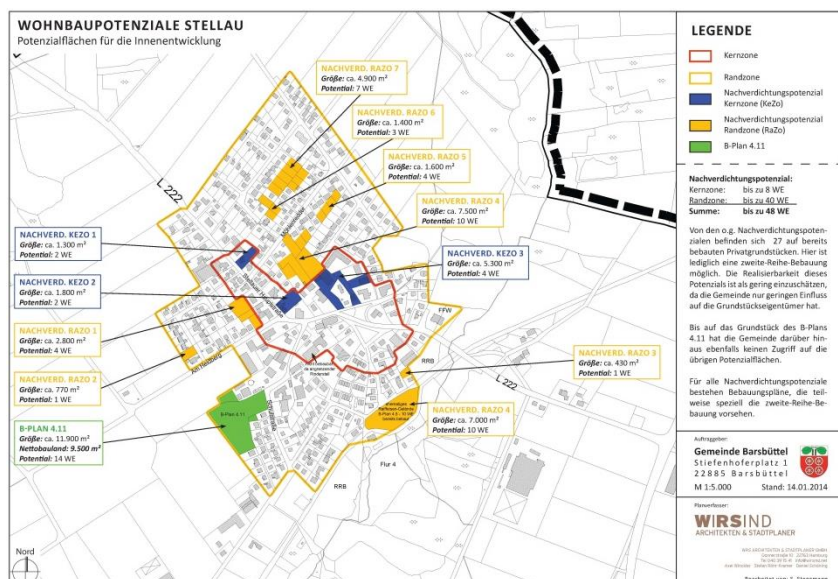 WOHNBAUPOTENZIALE STELLAU
Potenzialflächen für die Innenentwicklung
NACHVERD. RAZO 7
Größe: ca. 4.900 m²
Potential: 7 WE
NACHVERD. RAZO 6
Größe: ca. 1.400 m²
Potential: 3 WE
NACHVERD. RAZO 5
Größe: ca. 1.600 m²
Potential: 4 WE
NACHVERD. RAZO 4
Größe: ca. 7.500 m²
Potential: 10 WE
L 222
NACHVERD. KEZO 1
Größe: ca. 1.300 m²
Potential: 2 WE
NACHVERD. KEZO 3
Größe: ca. 5.300 m²
Potential: 4 WE
NACHVERD. KEZO 2
Größe: ca. 1.800 m²
Potential: 2 WE
NACHVERD. RAZO 1
Größe: ca. 2.800 m²
Potential: 4 WE
NACHVERD. RAZO 2
Größe: ca. 770 m²
Potential: 1 WE
B-PLAN 4.11
Größe: ca. 11.900 m²
Nettobauland: 9.500 m²
Potential: 14 WE
FFW
RRB
NACHVERD. RAZO 3
Größe: ca. 430 m²
Potential: 1 WE
L 222
NACHVERD. RAZO 4
Größe: ca. 7.000 m²
Potential: 10 WE
B-Plan 4.11
Flur 4
RRB
Nord
LEGENDE
Kernzone
Randzone
Nachverdichtungspotenzial
Kernzone (KeZo)
Nachverdichtungspotenzial
Randzone (RaZo)
B-Plan 4.11
Nachverdichtungspotenzial:
Kernzone: bis zu 8 WE
Randzone: bis zu 40 WE
Summe: bis zu 48 WE
Von den o.g. Nachverdichtungspoten-
zialen befinden sich 27 auf bereits
bebauten Privatgrundstücken. Hier ist
lediglich eine zweite-Reihe-Bebauung
möglich. Die Realisierbarkeit dieses
Potenzials ist als gering einzuschätzen,
da die Gemeinde nur geringen Einfluss
auf die Grundstückseigentümer hat.
Bis auf das Grundstück des B-Plans
4.11 hat die Gemeinde darüber hin-
aus ebenfalls keinen Zugriff auf die
übrigen Potenzialflächen.
Für alle Nachverdichtungspotenziale
bestehen Bebauungspläne, die teil-
weise speziell die zweite-Reihe-Be-
bauung vorsehen.
Auftraggeber:
Gemeinde Barsbüttel
Stiefenhoferplatz 1
22885 Barsbüttel
M 1:5.000 Stand: 14.01.2014
Planverfasser:
WIRSIND
ARCHITEKTEN & STADTPLANER